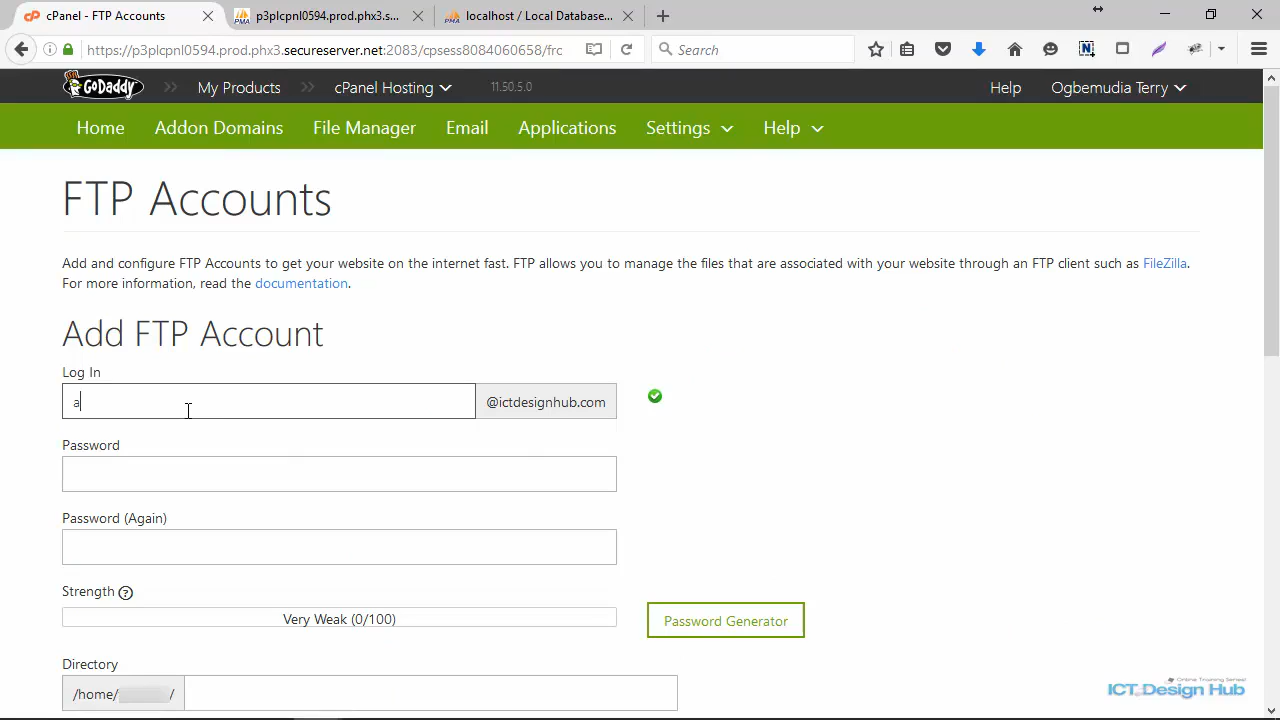 cPanel - FTP Accounts
p3plcpnl0594.prod.phx3.s...
localhost / Local Database...
https://p3plcpnl0594.prod.phx3.secureserver.net:2083/cpsess8084060658/frc
Search
GoDaddy
My Products
cPanel Hosting
11.50.5.0
Help
Ogbemudia Terry
Home
Addon Domains
File Manager
Email
Applications
Settings
Help
FTP Accounts
Add and configure FTP Accounts to get your website on the internet fast. FTP allows you to manage the files that are associated with your website through an FTP client such as FileZilla.
For more information, read the documentation.
Add FTP Account
Log In
a
@ictdesignhub.com
Password
Password (Again)
Strength
Very Weak (0/100)
Password Generator
Directory
/home/ /
Online Training Series!
ICT Design Hub